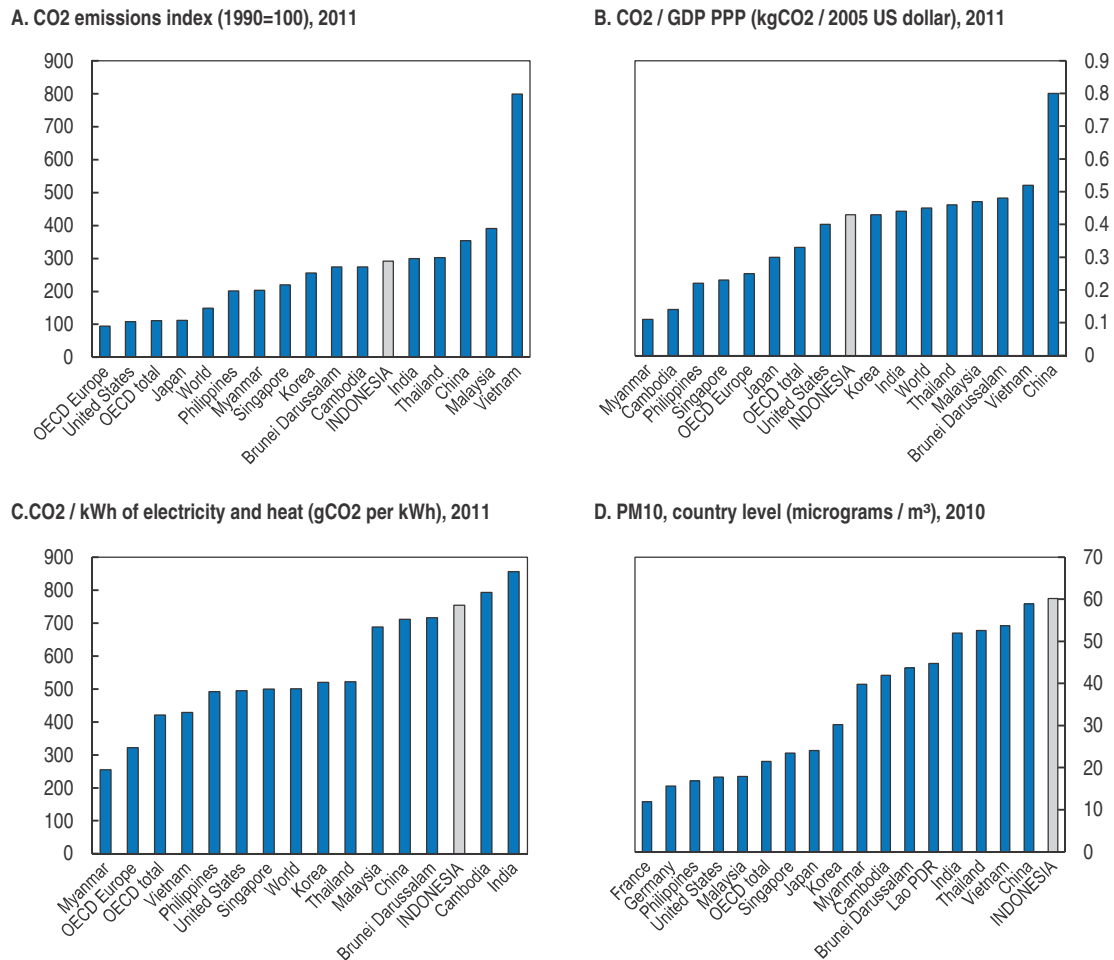 A. CO2 emissions index (1990=100), 2011
900
800
700
600
500
400
300
200
100
0
OECD Europe
United States
OECD total
Japan
World
Philippines
Myanmar
Singapore
Korea
Brunei Darussalam
Cambodia
INDONESIA
India
Thailand
China
Malaysia
Vietnam
B. CO2 / GDP PPP (kgCO2 / 2005 US dollar), 2011
0.9
0.8
0.7
0.6
0.5
0.4
0.3
0.2
0.1
0
Myanmar
Cambodia
Philippines
Singapore
OECD Europe
Japan
OECD total
United States
INDONESIA
Korea
India
World
Thailand
Malaysia
Brunei Darussalam
Vietnam
China
C.CO2 / kWh of electricity and heat (gCO2 per kWh), 2011
900
800
700
600
500
400
300
200
100
0
Myanmar
OECD Europe
OECD total
Vietnam
Philippines
United States
Singapore
World
Korea
Thailand
Malaysia
China
Brunei Darussalam
INDONESIA
Cambodia
India
D. PM10, country level (micrograms / m³), 2010
70
60
50
40
30
20
10
0
France
Germany
Philippines
United States
Malaysia
OECD total
Singapore
Japan
Korea
Myanmar
Cambodia
Brunei Darussalam
Lao PDR
India
Thailand
Vietnam
China
INDONESIA